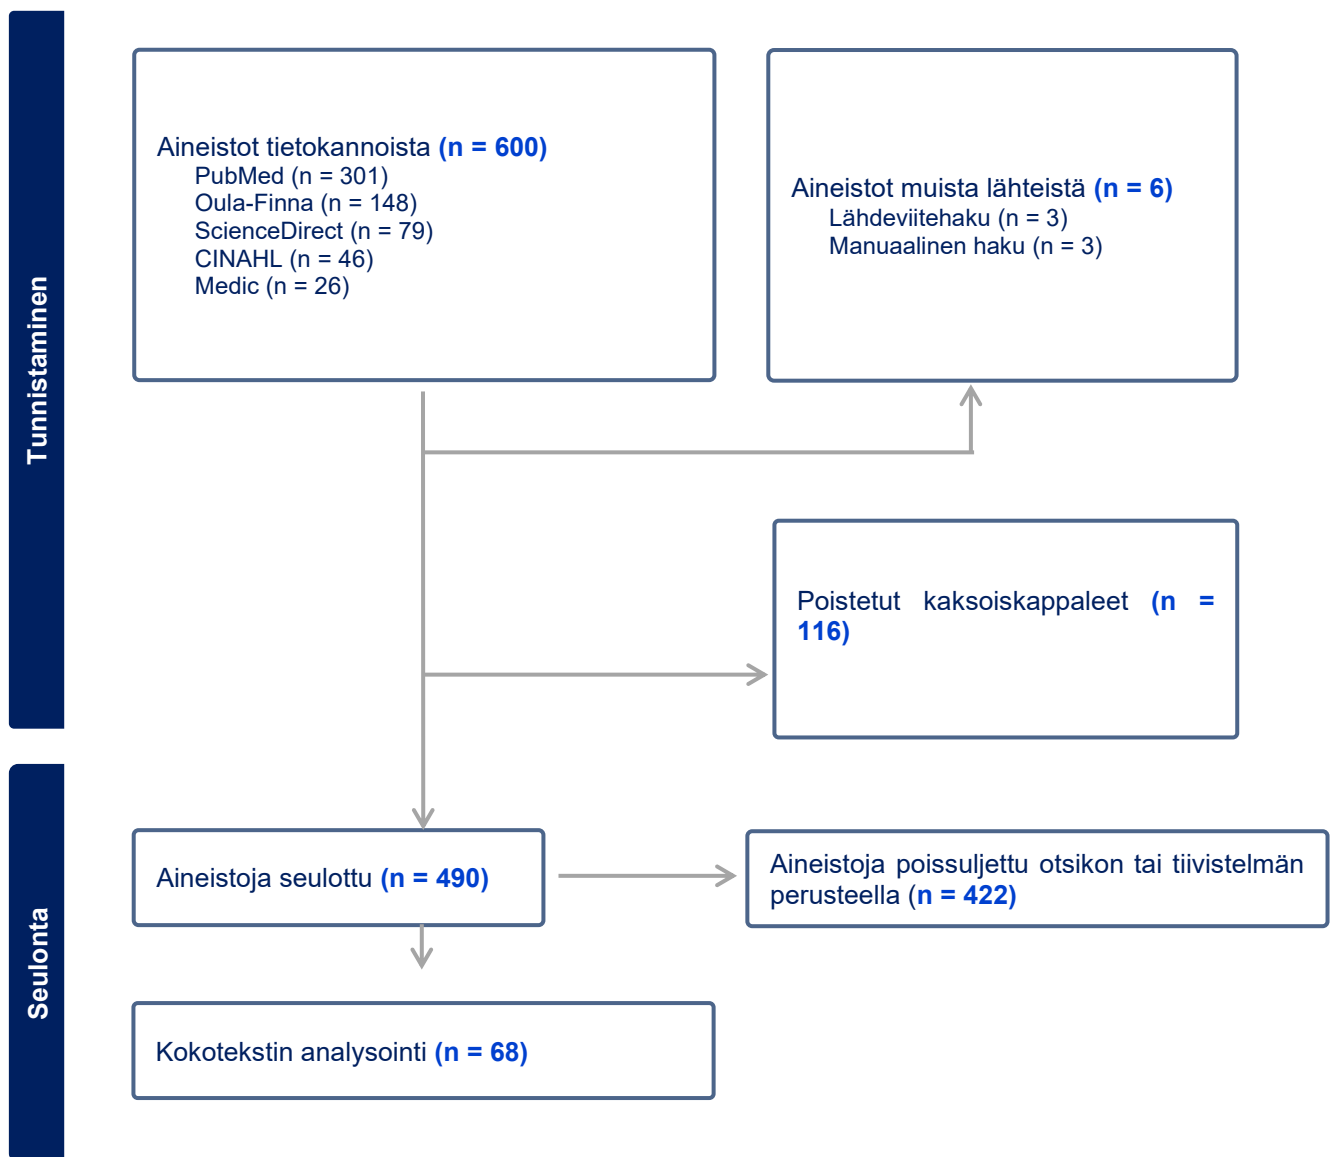 Tunnistaminen
Aineistot tietokannoista (n = 600)
PubMed (n = 301)
Oula-Finna (n = 148)
ScienceDirect (n = 79)
CINAHL (n = 46)
Medic (n = 26)
Aineistot muista lähteistä (n = 6)
Lähdeviitehaku (n = 3)
Manuaalinen haku (n = 3)
Poistetut kaksoiskappaleet (n =
116)
Seulonta
Aineistoja seulottu (n = 490)
Aineistoja poissuljettu otsikon tai tiivistelmän
perusteella (n = 422)
Kokotekstin analysointi (n = 68)